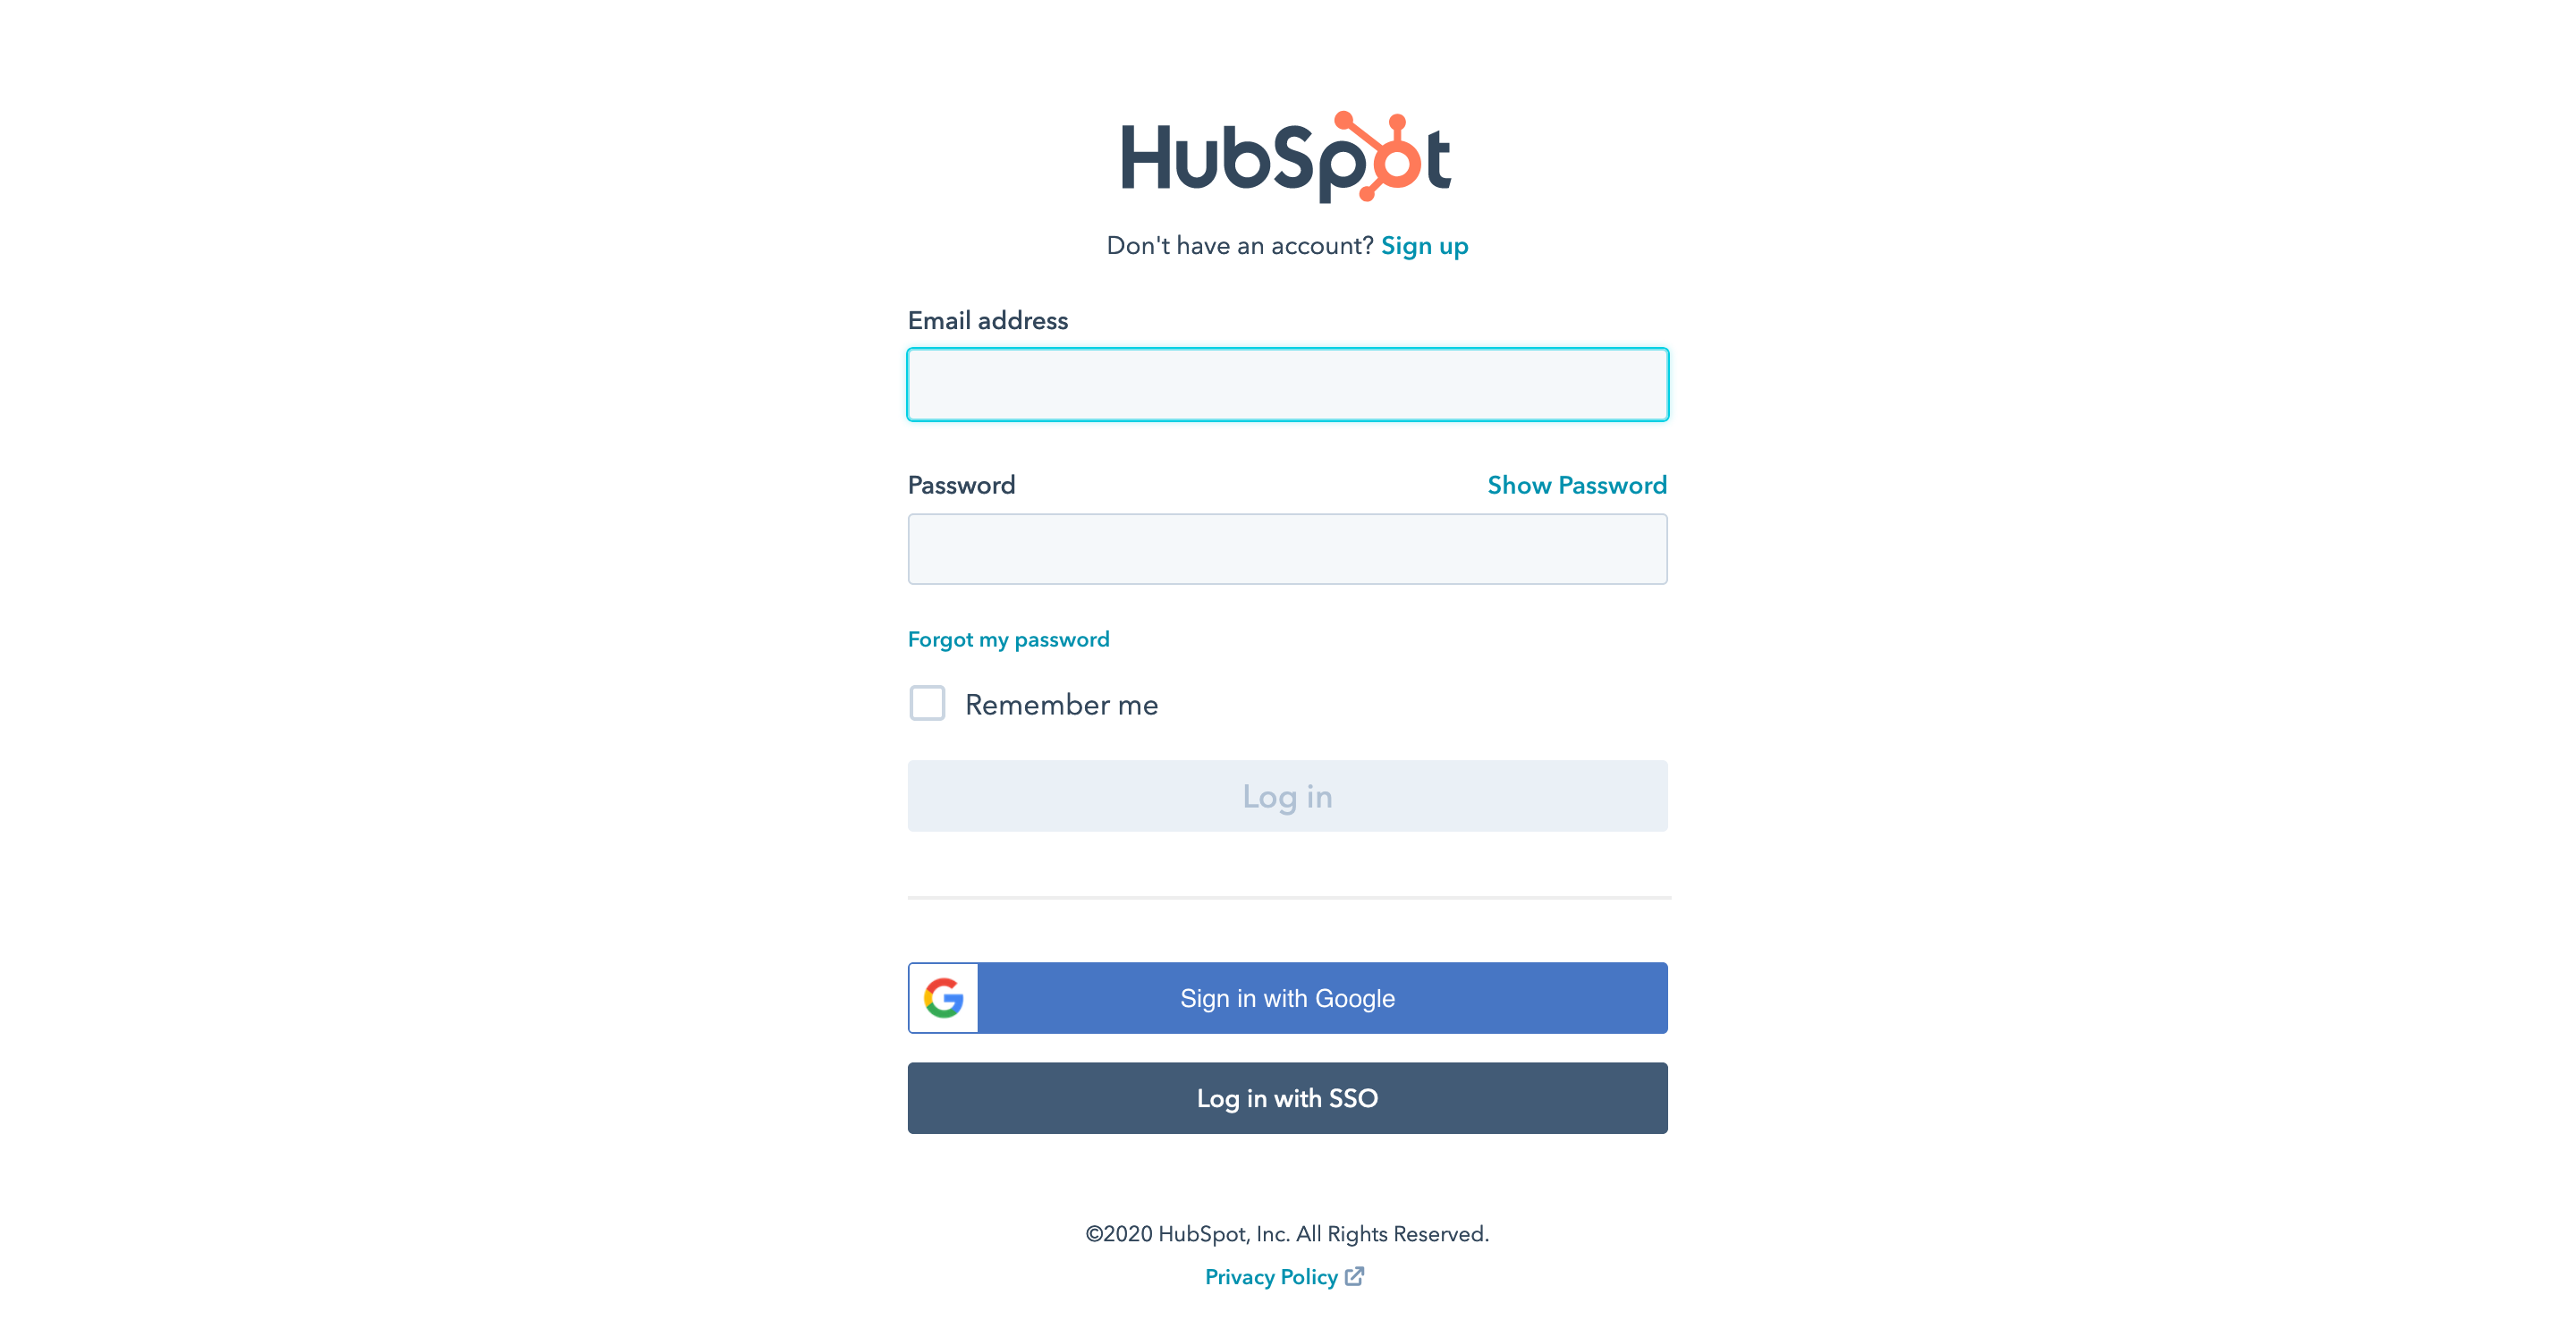 HubSpot
Don't have an account? Sign up
Email address
Password Show Password
Forgot my password
Remember me
Log in
Sign in with Google
Log in with SSO
©2020 HubSpot, Inc. All Rights Reserved.
Privacy Policy